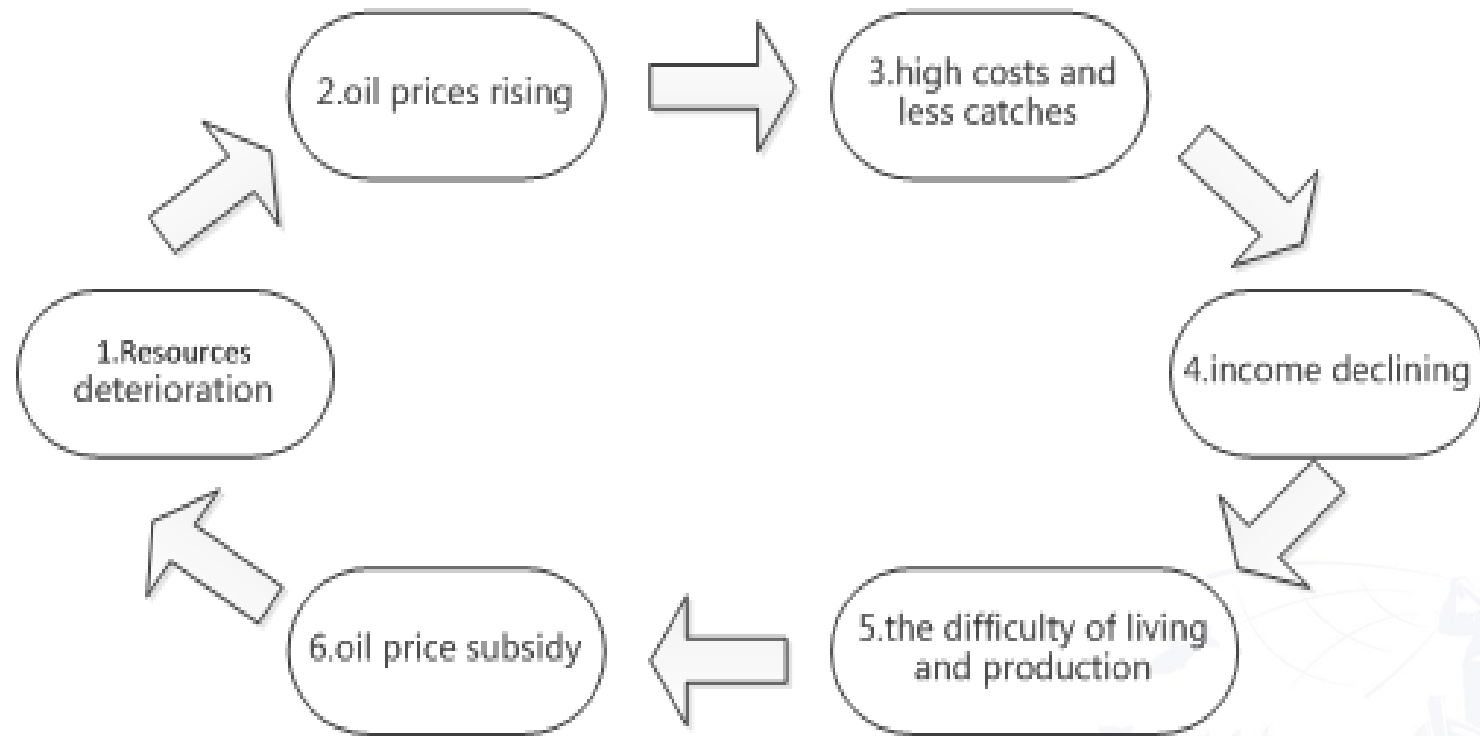 2.oil prices rising
3.high costs and
less catches
1.Resources
deterioration
4.income declining
6.oil price subsidy
5.the difficulty of living
and production